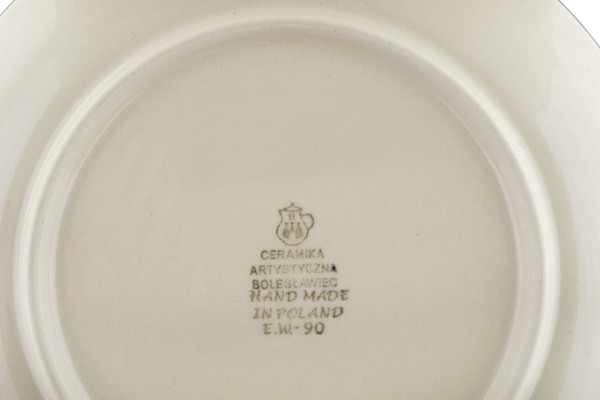 CERAMIKA
ARTYSTYCZNA
BOLESŁAWIEC
HAND MADE
IN POLAND
E.W.-90